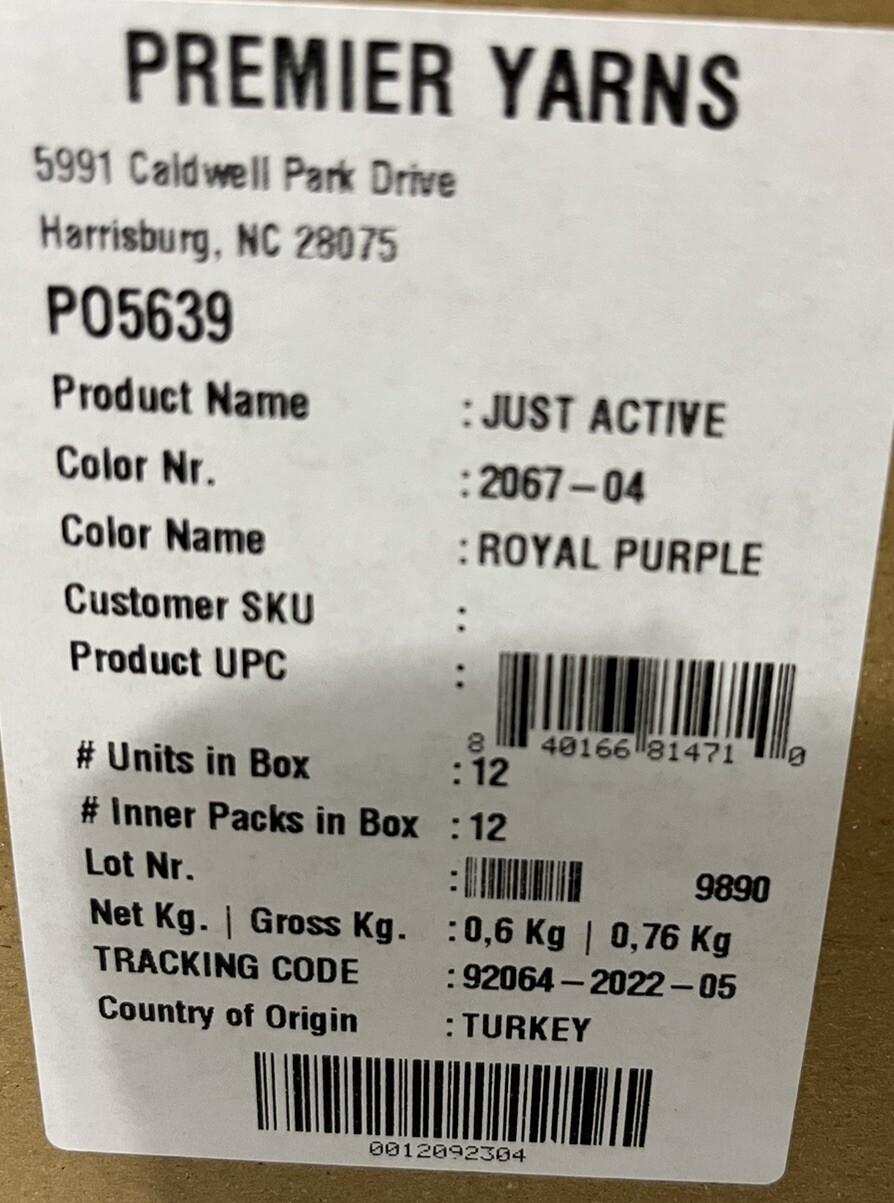 PREMIER YARNS
5991 Caldwell Park Drive
Harrisburg, NC 28075
PO5639
Product Name : JUST ACTIVE
Color Nr. : 2067-04
Color Name : ROYAL PURPLE
Customer SKU :
Product UPC :
8 40166 81471 0
# Units in Box : 12
# Inner Packs in Box : 12
Lot Nr. : 9890
Net Kg. | Gross Kg. : 0,6 Kg | 0,76 Kg
TRACKING CODE : 92064-2022-05
Country of Origin : TURKEY
0012092304